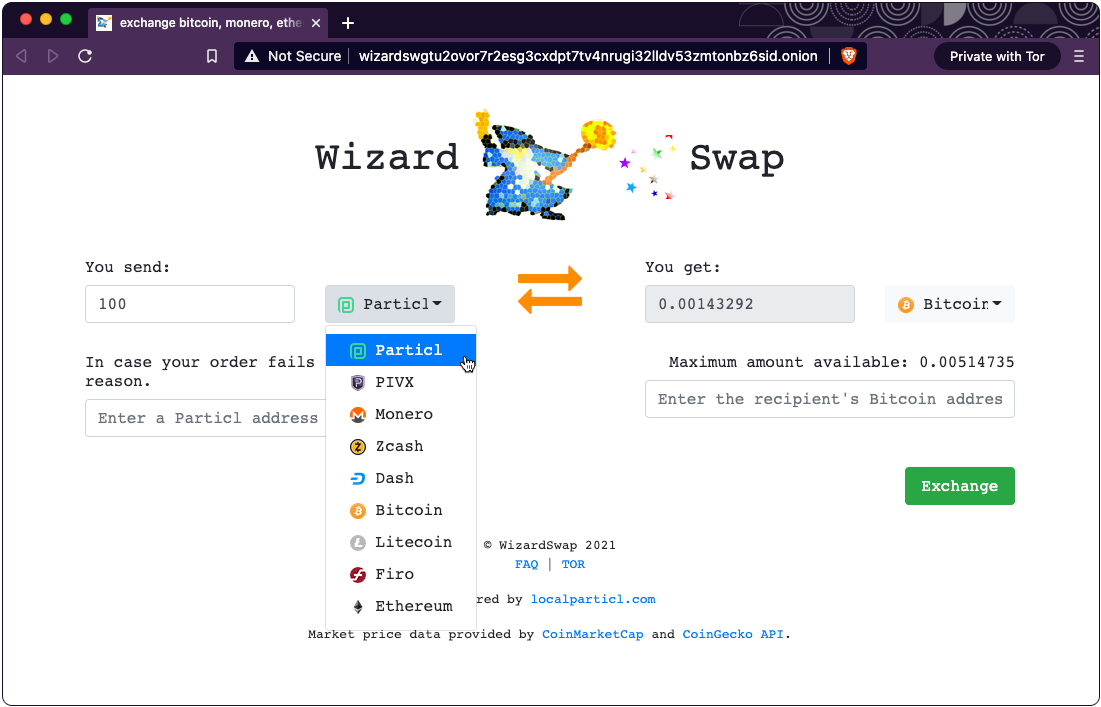 exchange bitcoin, monero, ethe
Not Secure
wizardswgtu2ovor7r2esg3cxdpt7tv4nrugi32lldv53zmtonbz6sid.onion
Private with Tor
Wizard Swap
You send:
You get:
100
Particl
0.00143292
Bitcoin
In case your order fails
reason.
Maximum amount available: 0.00514735
Enter a Particl address
Enter the recipient's Bitcoin addres
Particl
PIVX
Monero
Zcash
Dash
Bitcoin
Litecoin
Firo
Ethereum
Exchange
© WizardSwap 2021
FAQ | TOR
red by localparticl.com
Market price data provided by CoinMarketCap and CoinGecko API.